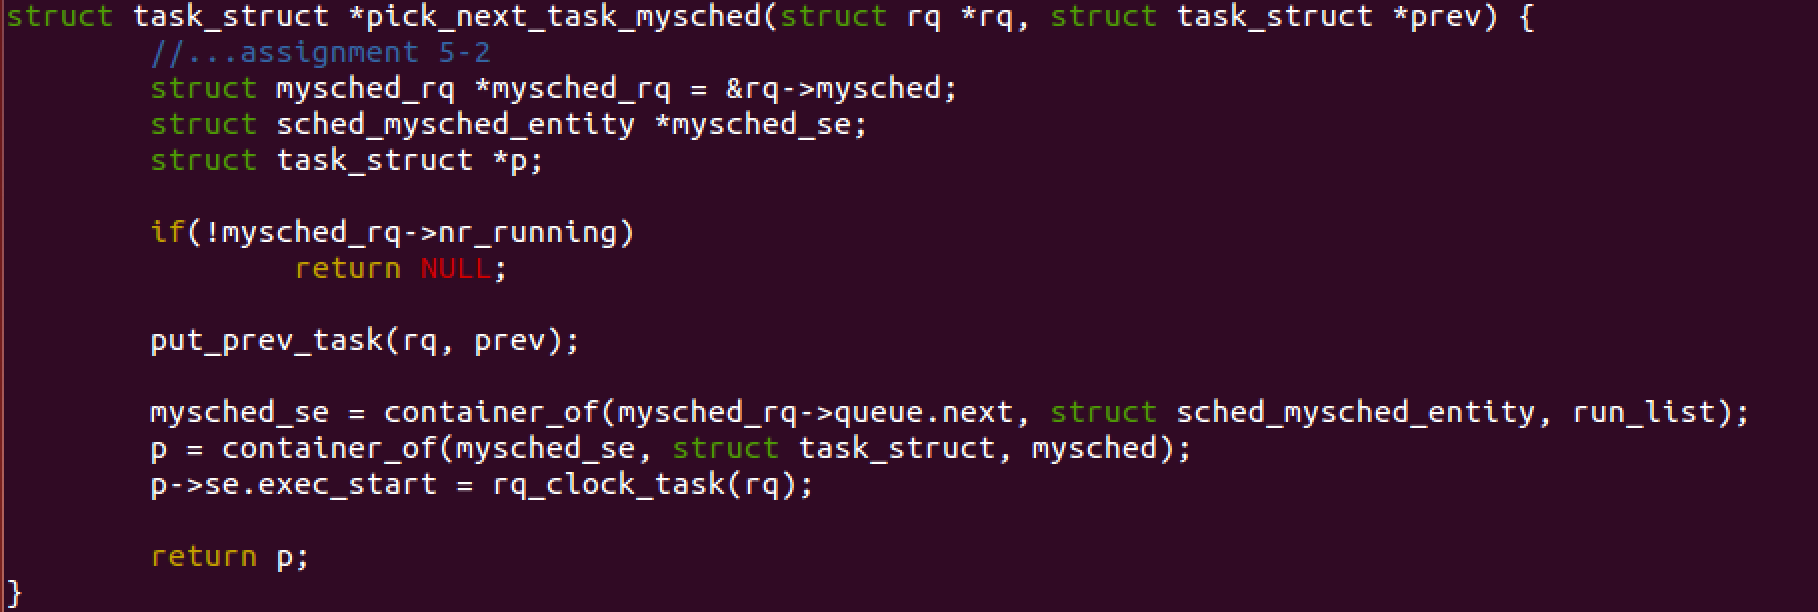 struct task_struct *pick_next_task_mysched(struct rq *rq, struct task_struct *prev) {
//...assignment 5-2
struct mysched_rq *mysched_rq = &rq->mysched;
struct sched_mysched_entity *mysched_se;
struct task_struct *p;
if(!mysched_rq->nr_running)
return NULL;
put_prev_task(rq, prev);
mysched_se = container_of(mysched_rq->queue.next, struct sched_mysched_entity, run_list);
p = container_of(mysched_se, struct task_struct, mysched);
p->se.exec_start = rq_clock_task(rq);
return p;
}